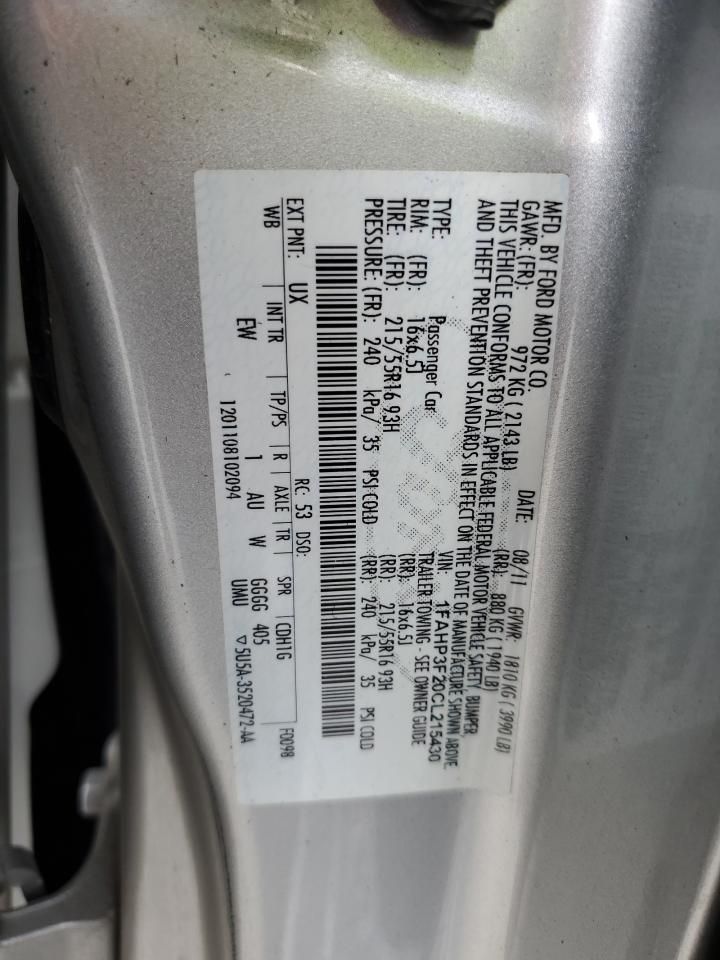 MFD. BY FORD MOTOR CO. DATE: 08/11 GVWR: 1810 KG ( 3990 LB)
GAWR: (FR): 972 KG ( 2143 LB) (RR): 880 KG ( 1940 LB)
THIS VEHICLE CONFORMS TO ALL APPLICABLE FEDERAL MOTOR VEHICLE SAFETY, BUMPER,
AND THEFT PREVENTION STANDARDS IN EFFECT ON THE DATE OF MANUFACTURE SHOWN ABOVE.
VIN: 1FAHP3F20CL215430
TYPE: Passenger Car TRAILER TOWING - SEE OWNER GUIDE
RIM: (FR): 16x6.5J (RR): 16x6.5J
TIRE: (FR): 215/55R16 93H (RR): 215/55R16 93H
PRESSURE: (FR): 240 kPa/ 35 PSI COLD (RR): 240 kPa/ 35 PSI COLD
EXT PNT: UX RC: 53 DSO: F0098
WB INT TR TP/PS R AXLE TR SPR CDH1G
EW 1 AU W GGGG 405
1201108102094 UMU ▽5U5A-3520472-AA